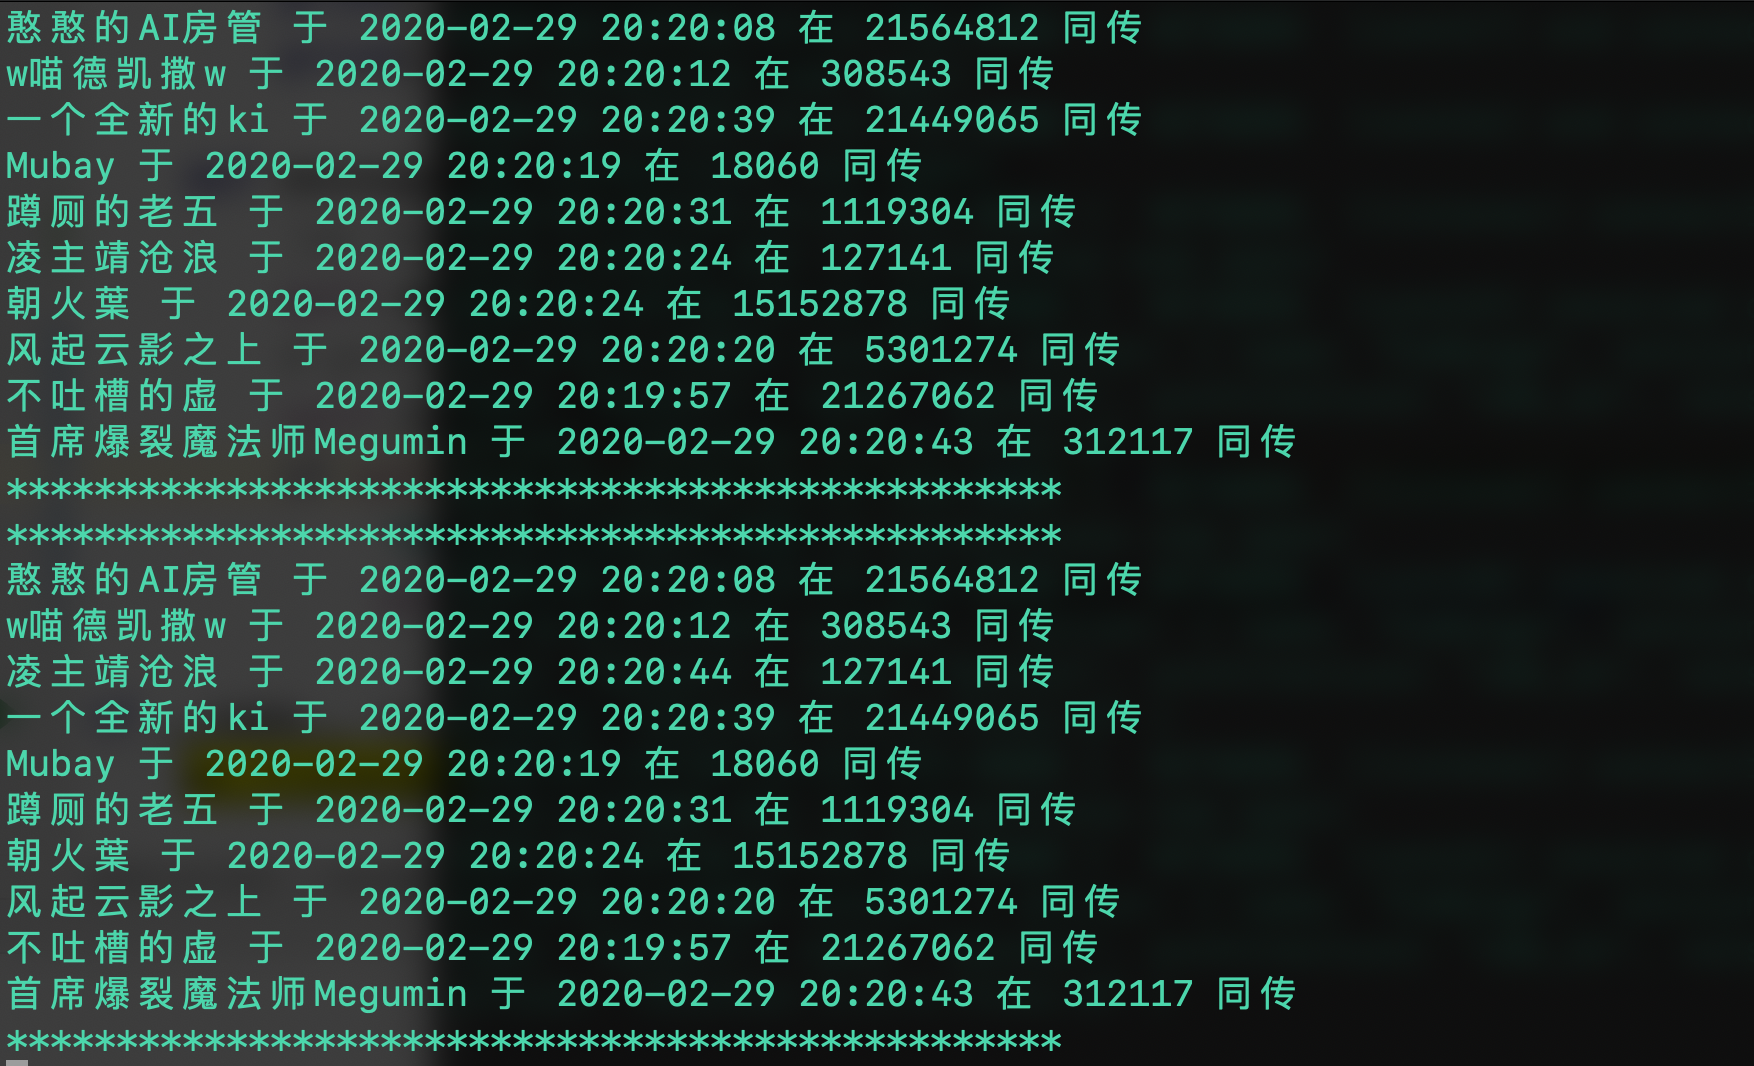 憨憨的AI房管 于 2020-02-29 20:20:08 在 21564812 同传
w喵德凯撒w 于 2020-02-29 20:20:12 在 308543 同传
一个全新的ki 于 2020-02-29 20:20:39 在 21449065 同传
Mubay 于 2020-02-29 20:20:19 在 18060 同传
蹲厕的老五 于 2020-02-29 20:20:31 在 1119304 同传
凌主靖沧浪 于 2020-02-29 20:20:24 在 127141 同传
朝火葉 于 2020-02-29 20:20:24 在 15152878 同传
风起云影之上 于 2020-02-29 20:20:20 在 5301274 同传
不吐槽的虚 于 2020-02-29 20:19:57 在 21267062 同传
首席爆裂魔法师Megumin 于 2020-02-29 20:20:43 在 312117 同传
************************************************
************************************************
憨憨的AI房管 于 2020-02-29 20:20:08 在 21564812 同传
w喵德凯撒w 于 2020-02-29 20:20:12 在 308543 同传
凌主靖沧浪 于 2020-02-29 20:20:44 在 127141 同传
一个全新的ki 于 2020-02-29 20:20:39 在 21449065 同传
Mubay 于 2020-02-29 20:20:19 在 18060 同传
蹲厕的老五 于 2020-02-29 20:20:31 在 1119304 同传
朝火葉 于 2020-02-29 20:20:24 在 15152878 同传
风起云影之上 于 2020-02-29 20:20:20 在 5301274 同传
不吐槽的虚 于 2020-02-29 20:19:57 在 21267062 同传
首席爆裂魔法师Megumin 于 2020-02-29 20:20:43 在 312117 同传
************************************************